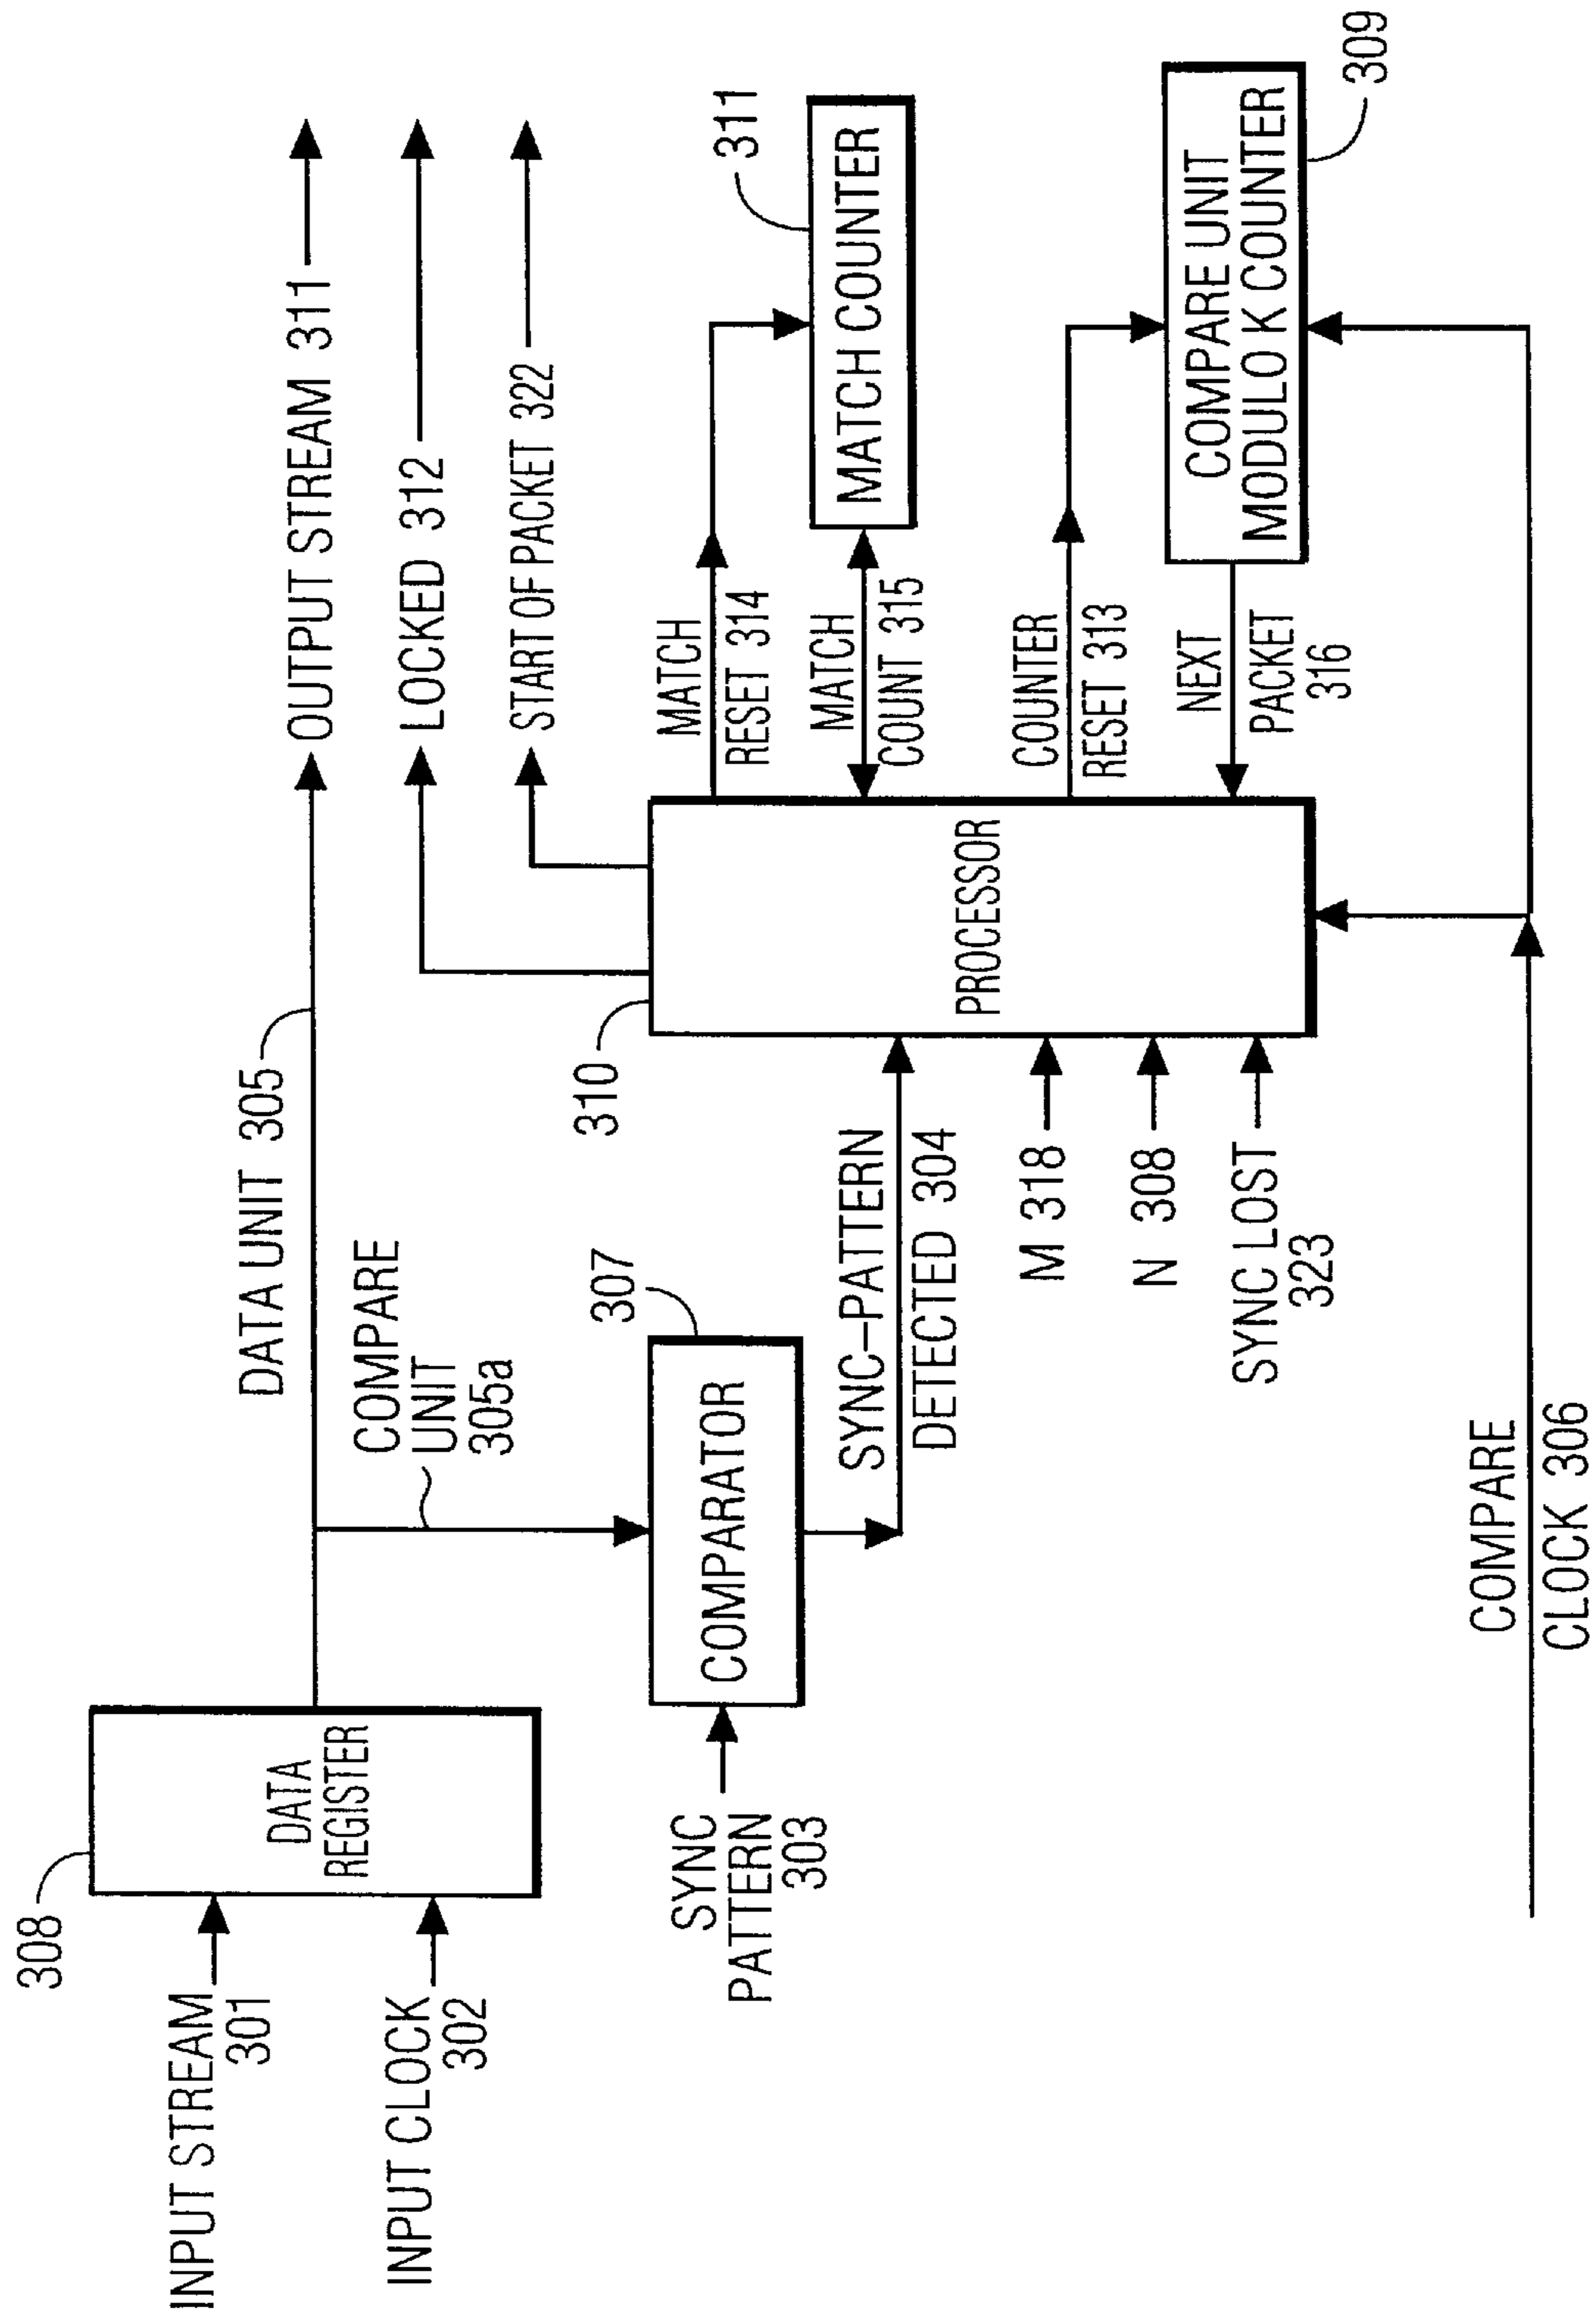 308
INPUT STREAM
301
INPUT CLOCK
302
DATA
REGISTER
DATA UNIT 305
COMPARE
UNIT
305a
OUTPUT STREAM 311
LOCKED 312
START OF PACKET 322
SYNC
PATTERN
303
COMPARATOR
307
SYNC-PATTERN
DETECTED 304
M 318
N 308
SYNC LOST
323
310
PROCESSOR
MATCH
RESET 314
MATCH
COUNT 315
COUNTER
RESET 313
NEXT
PACKET
316
311
MATCH COUNTER
COMPARE UNIT
MODULO K COUNTER
309
COMPARE
CLOCK 306